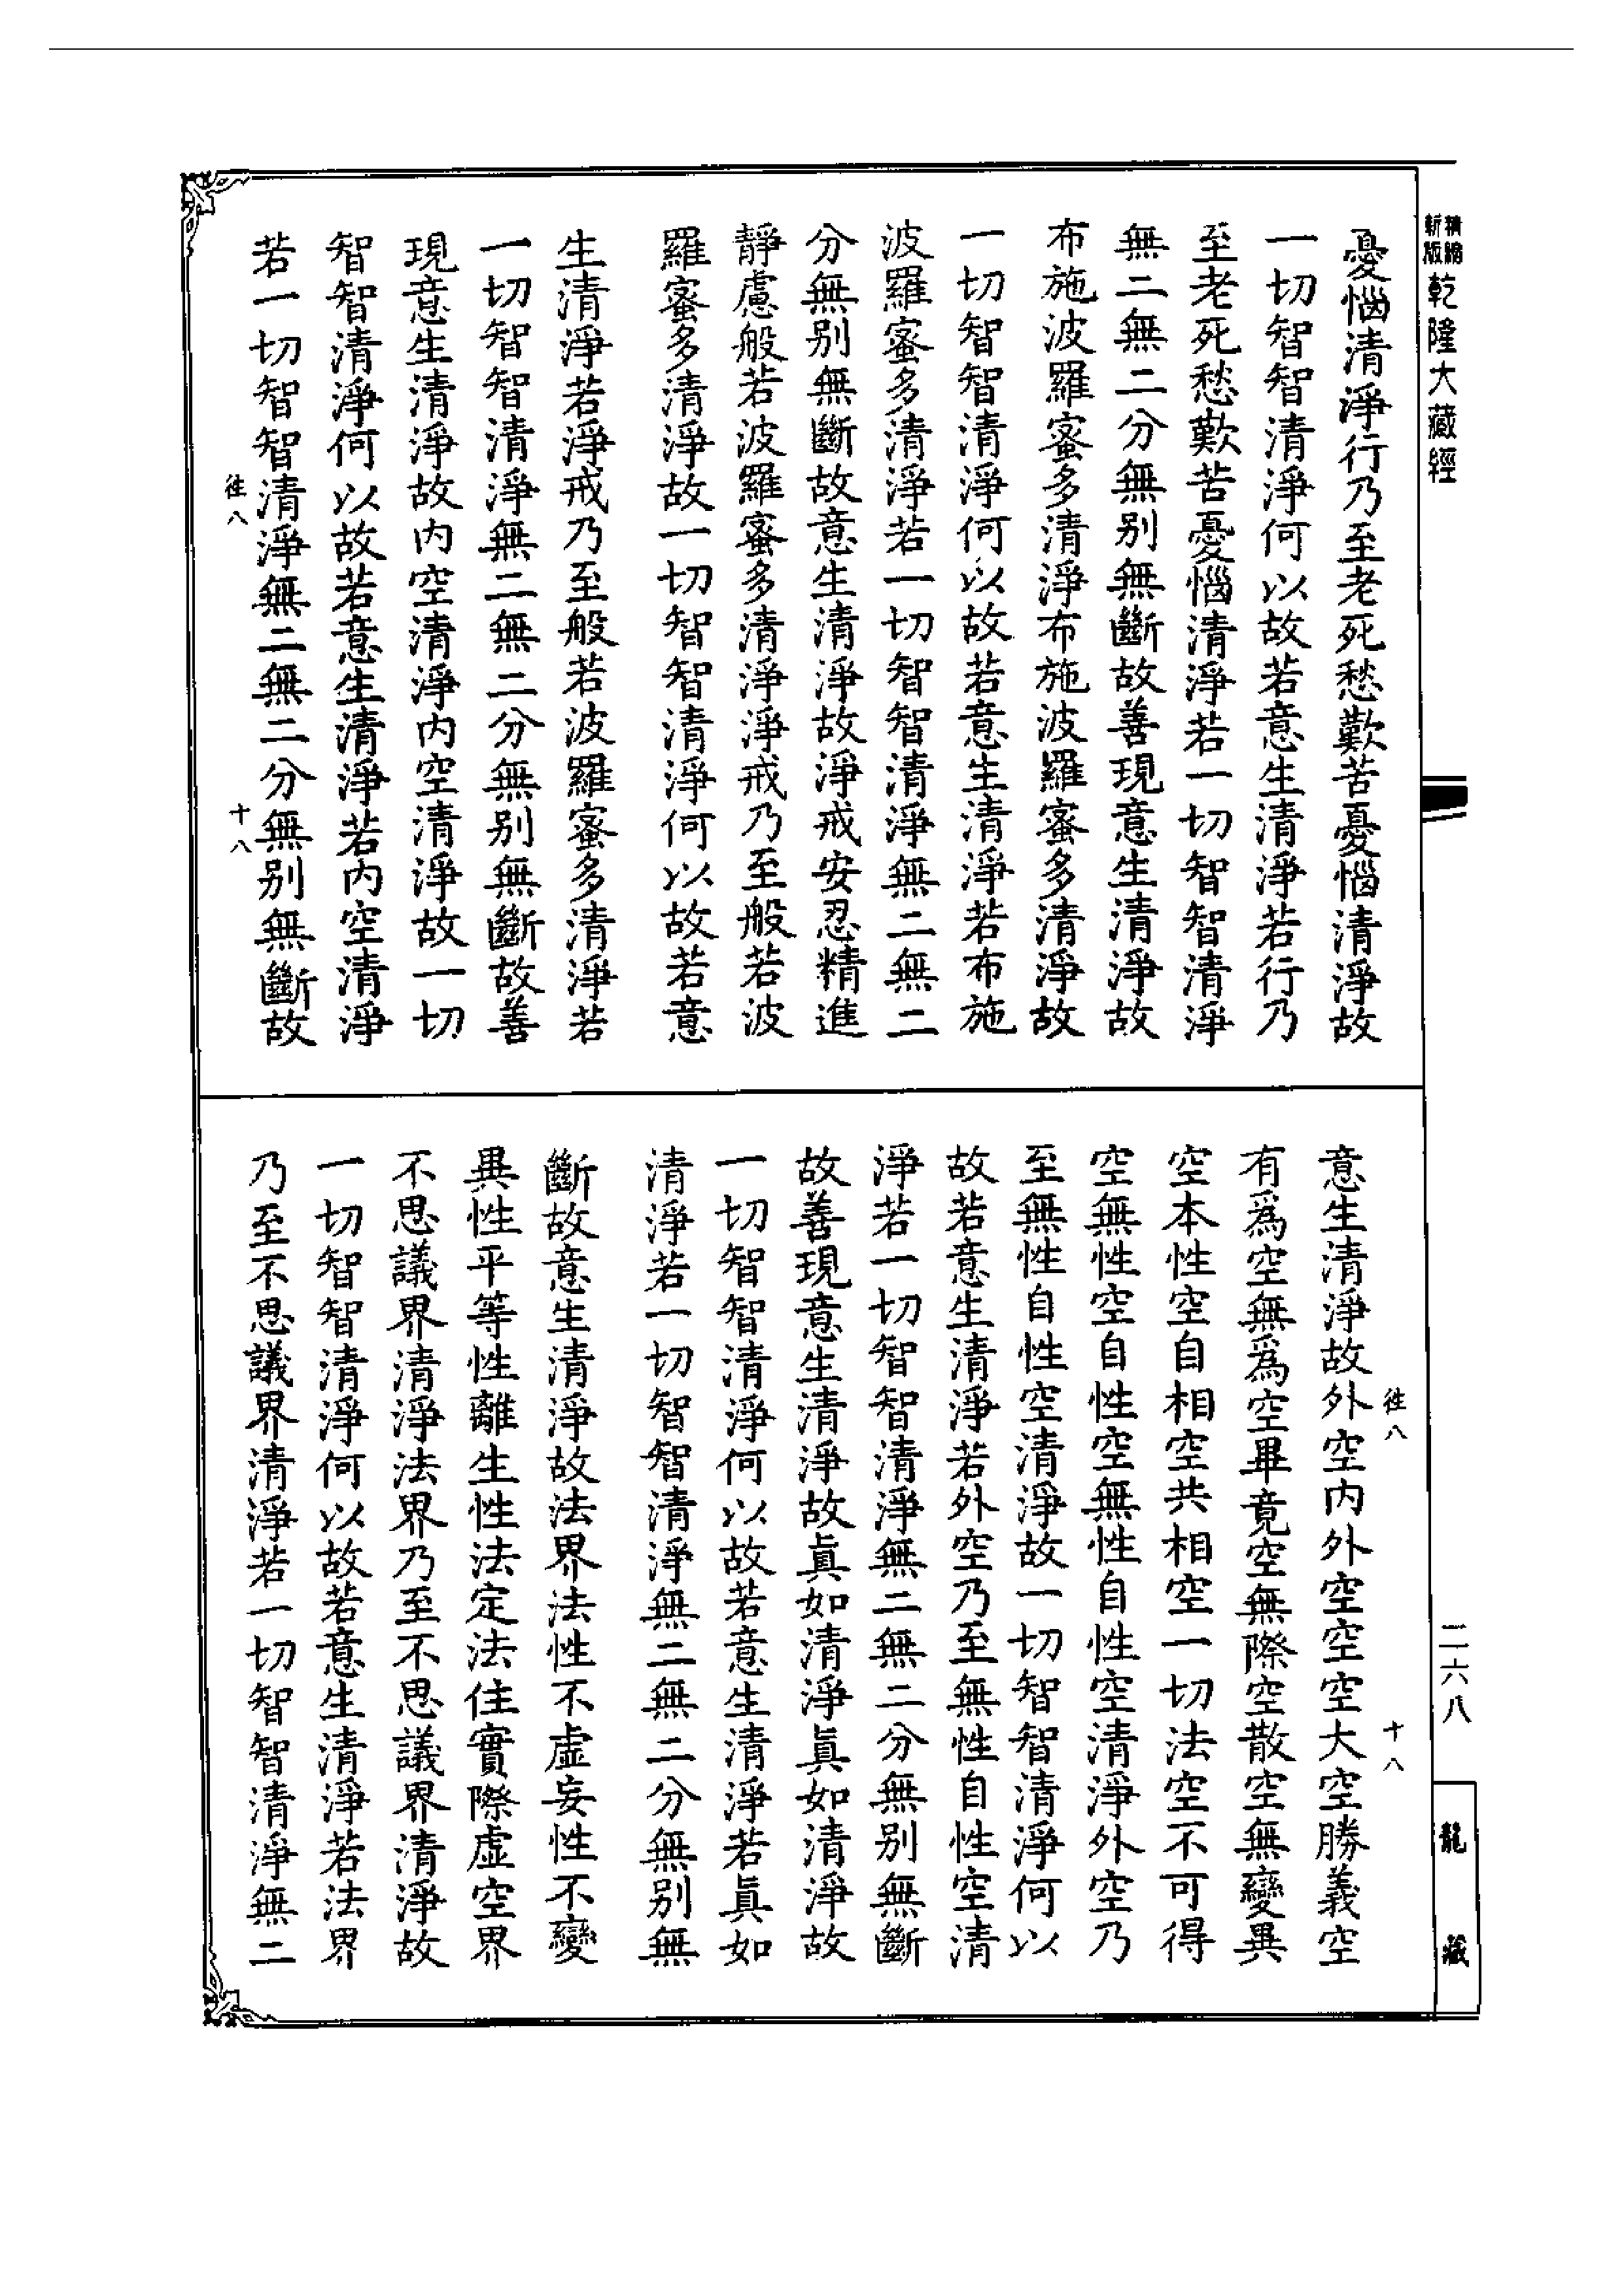 精縮
新版
乾隆大藏經
憂惱清淨行乃至老死愁歎苦憂惱清淨故
一切智智清淨何以故若意生清淨若行乃
至老死愁歎苦憂惱清淨若一切智智清淨
無二無二分無别無斷故善現意生清淨故
布施波羅蜜多清淨布施波羅蜜多清淨故
一切智智清淨何以故若意生清淨若布施
波羅蜜多清淨若一切智智清淨無二無二
分無别無斷故意生清淨故淨戒安忍精進
靜慮般若波羅蜜多清淨淨戒乃至般若波
羅蜜多清淨故一切智智清淨何以故若意
生清淨若淨戒乃至般若波羅蜜多清淨若
一切智智清淨無二無二分無别無斷故善
現意生清淨故内空清淨内空清淨故一切
智智清淨何以故若意生清淨若内空清淨
若一切智智清淨無二無二分無别無斷故
十八
意生清淨故外空内外空空空大空勝義空
有爲空無爲空畢竟空無際空散空無變異
空本性空自相空共相空一切法空不可得
空無性空自性空無性自性空清淨外空乃
至無性自性空清淨故一切智智清淨何以
故若意生清淨若外空乃至無性自性空清
淨若一切智智清淨無二無二分無别無斷
故善現意生清淨故眞如清淨眞如清淨故
一切智智清淨何以故若意生清淨若眞如
清淨若一切智智清淨無二無二分無别無
斷故意生清淨故法界法性不虛妄性不變
異性平等性離生性法定法住實際虛空界
不思議界清淨法界乃至不思議界清淨故
一切智智清淨何以故若意生清淨若法界
乃至不思議界清淨若一切智智清淨無二
十八
二六八
龍藏